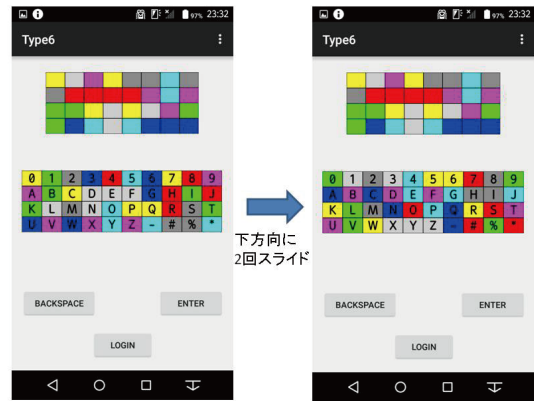 97% 23:32
Type6
0 1 2 3 4 5 6 7 8 9
A B C D E F G H I J
K L M N O P Q R S T
U V W X Y Z - # % *
BACKSPACE ENTER
LOGIN
下方向に
2回スライド
97% 23:32
Type6
0 1 2 3 4 5 6 7 8 9
A B C D E F G H I J
K L M N O P Q R S T
U V W X Y Z - # % *
BACKSPACE ENTER
LOGIN